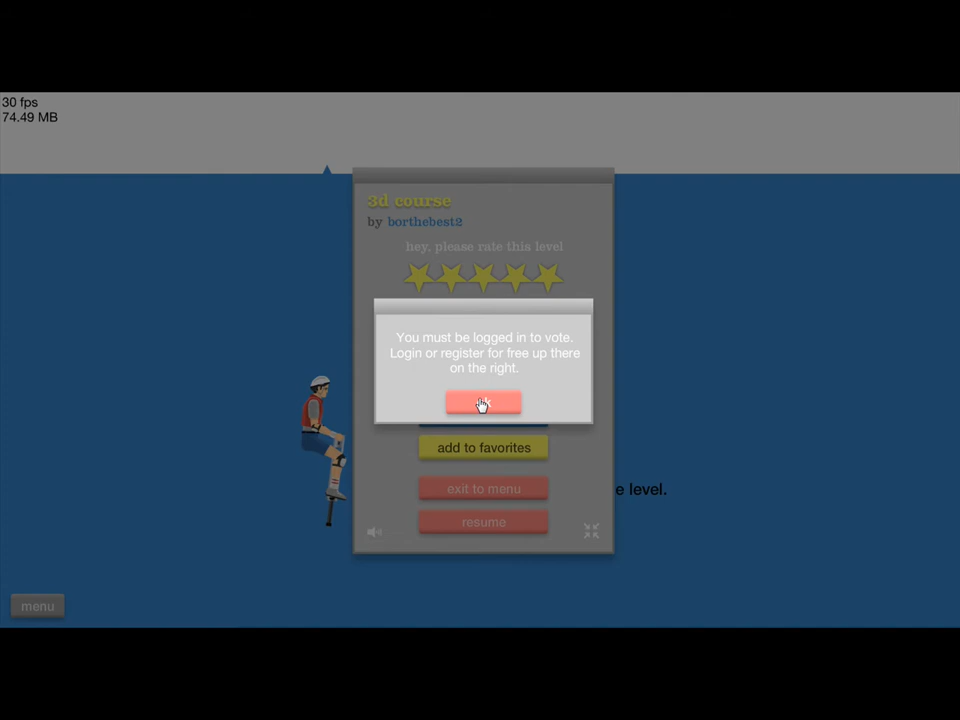 30 fps
74.49 MB
3d course
by borthebest2
hey, please rate this level
You must be logged in to vote.
Login or register for free up there
on the right.
add to favorites
e level.
exit to menu
resume
menu